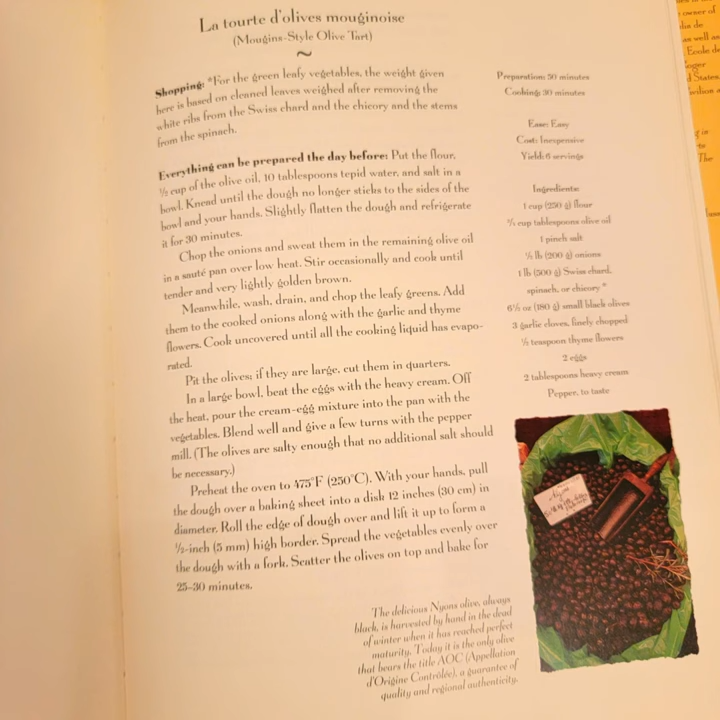 La tourte d'olives mouginoise
(Mougins-Style Olive Tart)
~
Shopping: *For the green leafy vegetables, the weight given
here is based on cleaned leaves weighed after removing the
white ribs from the Swiss chard and the chicory and the stems
from the spinach.
Everything can be prepared the day before: Put the flour,
½ cup of the olive oil, 10 tablespoons tepid water, and salt in a
bowl. Knead until the dough no longer sticks to the sides of the
bowl and your hands. Slightly flatten the dough and refrigerate
it for 30 minutes.
Chop the onions and sweat them in the remaining olive oil
in a sauté pan over low heat. Stir occasionally and cook until
tender and very lightly golden brown.
Meanwhile, wash, drain, and chop the leafy greens. Add
them to the cooked onions along with the garlic and thyme
flowers. Cook uncovered until all the cooking liquid has evapo-
rated.
Pit the olives; if they are large, cut them in quarters.
In a large bowl, beat the eggs with the heavy cream. Off
the heat, pour the cream-egg mixture into the pan with the
vegetables. Blend well and give a few turns with the pepper
mill. (The olives are salty enough that no additional salt should
be necessary.)
Preheat the oven to 475°F (250°C). With your hands, pull
the dough over a baking sheet into a disk 12 inches (30 cm) in
diameter. Roll the edge of dough over and lift it up to form a
½-inch (5 mm) high border. Spread the vegetables evenly over
the dough with a fork. Scatter the olives on top and bake for
25–30 minutes.
Preparation: 50 minutes
Cooking: 30 minutes
Ease: Easy
Cost: Inexpensive
Yield: 6 servings
Ingredients:
1 cup (250 g) flour
cup tablespoons olive oil
1 pinch salt
lb (200 g) onions
1 lb (500 g) Swiss chard,
spinach, or chicory *
6½ oz (180 g) small black olives
3 garlic cloves, finely chopped
½ teaspoon thyme flowers
2 eggs
2 tablespoons heavy cream
Pepper, to taste
The delicious Nyons olive, always
black, is harvested by hand in the dead
of winter when it has reached perfect
maturity. Today it is the only olive
that bears the title AOC (Appellation
d'Origine Contrôlée), a guarantee of
quality and regional authenticity.
owner of
as well as
Ecole de
States.
The